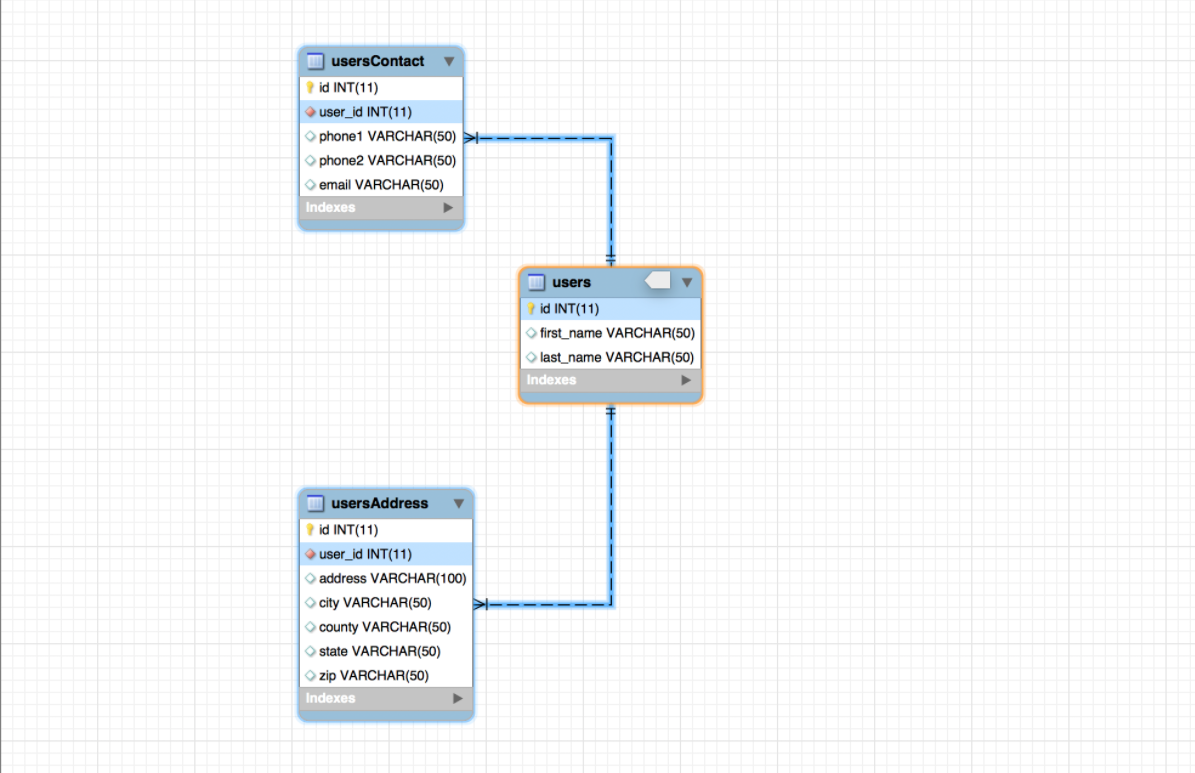 usersContact
id INT(11)
user_id INT(11)
phone1 VARCHAR(50)
phone2 VARCHAR(50)
email VARCHAR(50)
Indexes
users
id INT(11)
first_name VARCHAR(50)
last_name VARCHAR(50)
Indexes
usersAddress
id INT(11)
user_id INT(11)
address VARCHAR(100)
city VARCHAR(50)
county VARCHAR(50)
state VARCHAR(50)
zip VARCHAR(50)
Indexes